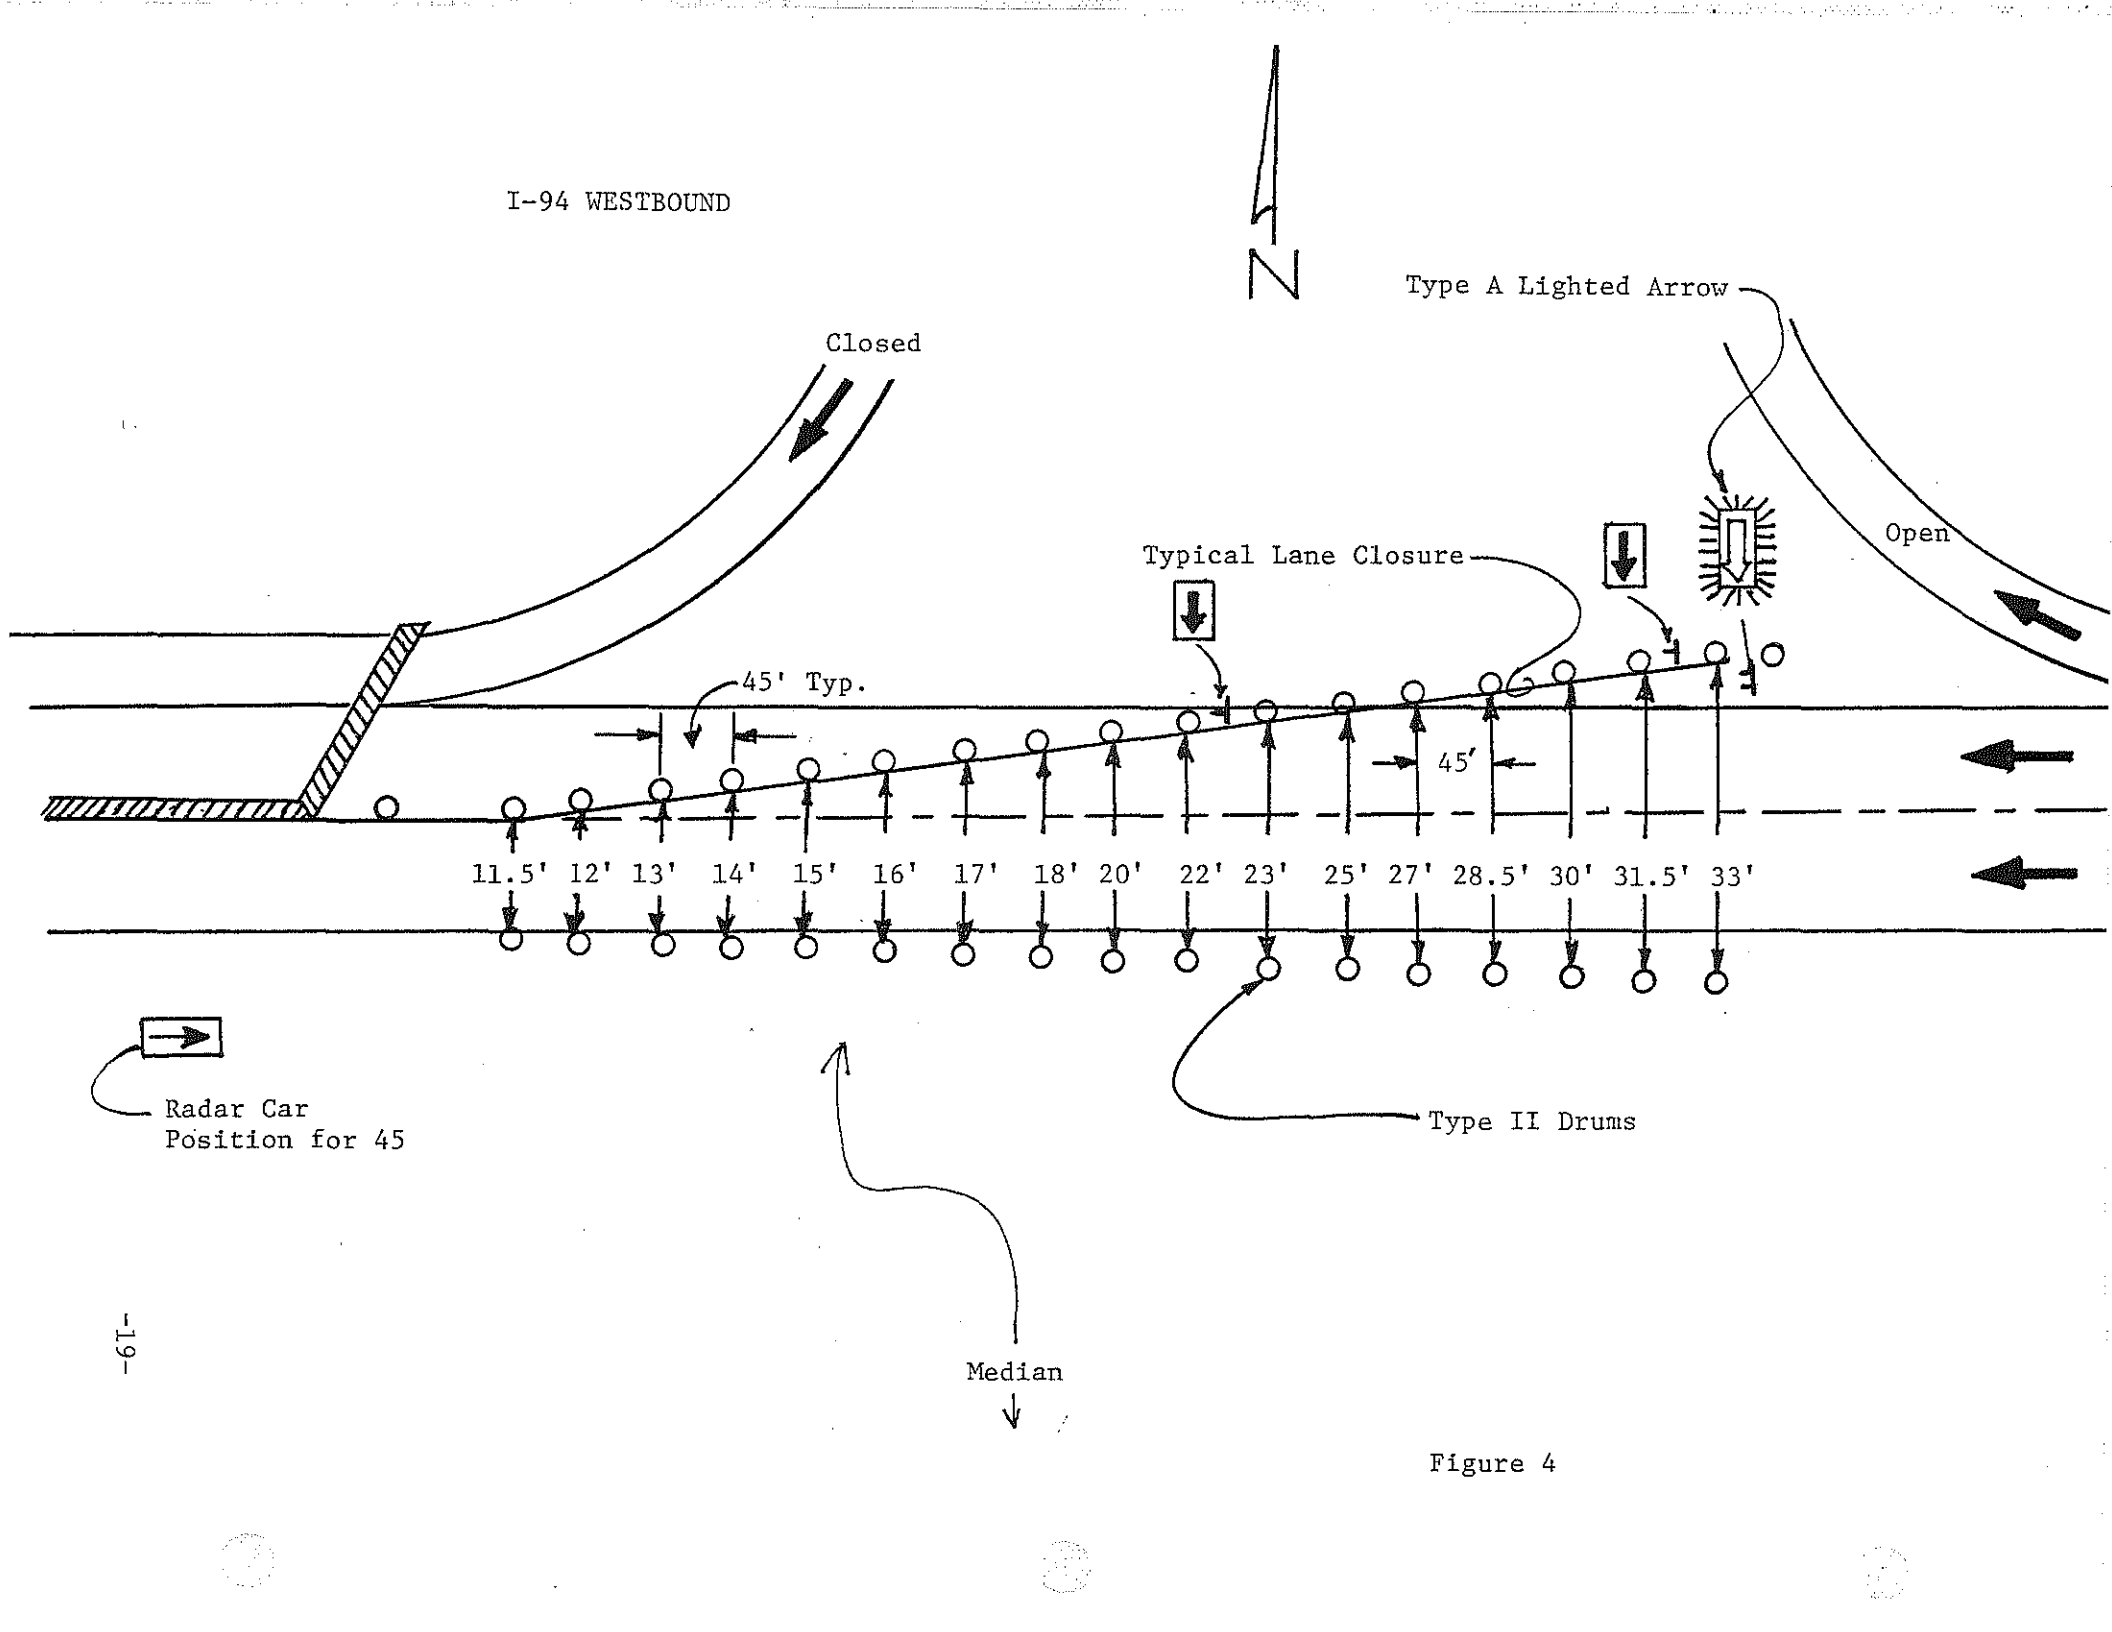 I-94 WESTBOUND
N
Type A Lighted Arrow
Closed
Open
Typical Lane Closure
45' Typ.
45'
11.5' 12' 13' 14' 15' 16' 17' 18' 20' 22' 23' 25' 27' 28.5' 30' 31.5' 33'
Radar Car
Position for 45
Type II Drums
-19-
Median
Figure 4